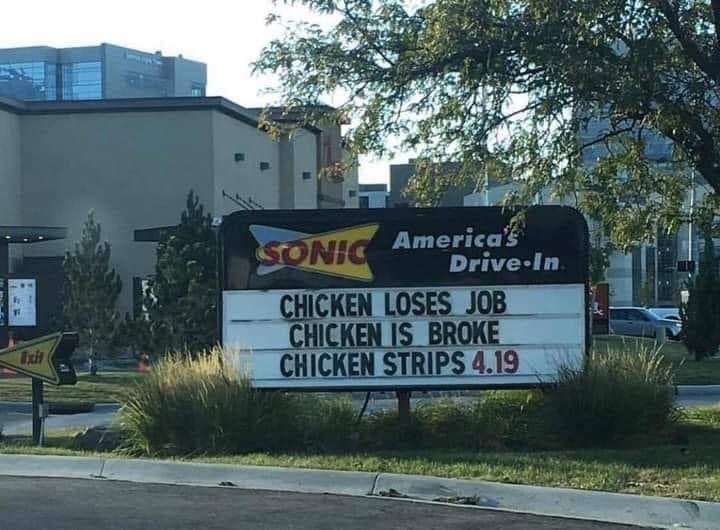 SONIC America's
Drive-In
CHICKEN LOSES JOB
CHICKEN IS BROKE
CHICKEN STRIPS 4.19
Exit